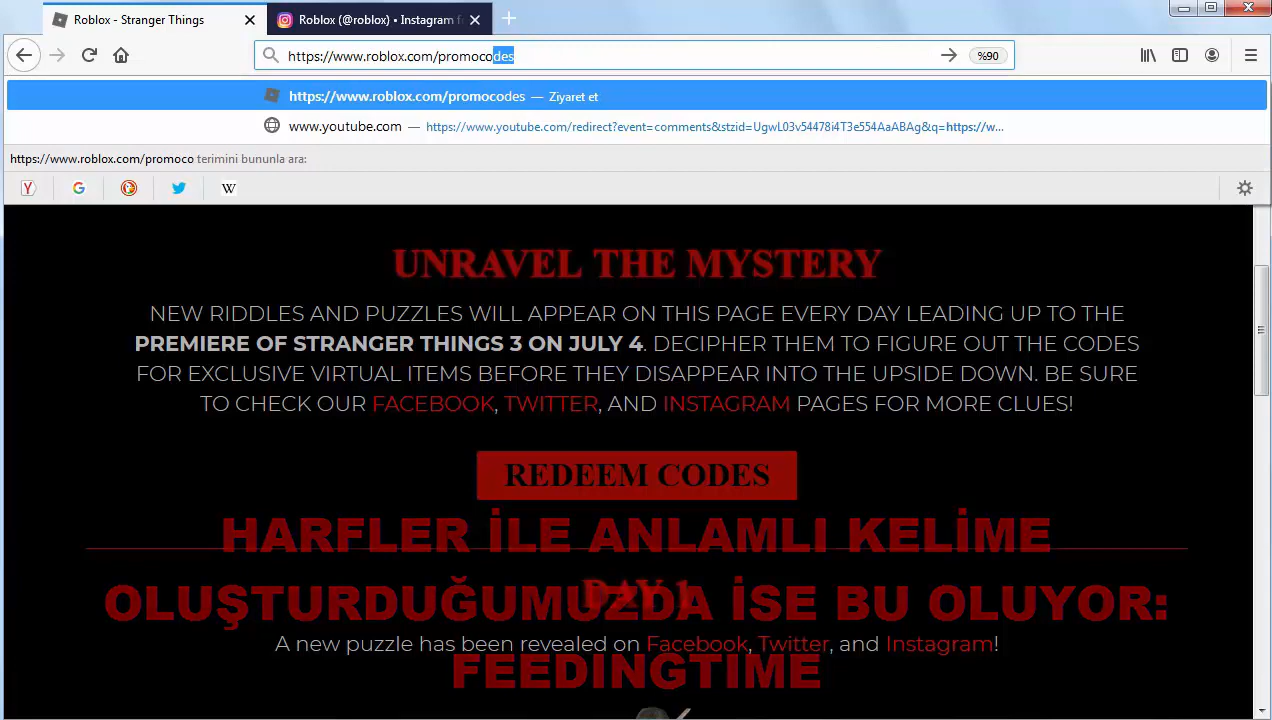 Roblox - Stranger Things
Roblox (@roblox) • Instagram f
https://www.roblox.com/promocodes
%90
https://www.roblox.com/promocodes — Ziyaret et
www.youtube.com — https://www.youtube.com/redirect?event=comments&stzid=UgwL03v54478i4T3e554AaABAg&q=https://w...
https://www.roblox.com/promoco terimini bununla ara:
UNRAVEL THE MYSTERY
NEW RIDDLES AND PUZZLES WILL APPEAR ON THIS PAGE EVERY DAY LEADING UP TO THE
PREMIERE OF STRANGER THINGS 3 ON JULY 4. DECIPHER THEM TO FIGURE OUT THE CODES
FOR EXCLUSIVE VIRTUAL ITEMS BEFORE THEY DISAPPEAR INTO THE UPSIDE DOWN. BE SURE
TO CHECK OUR FACEBOOK, TWITTER, AND INSTAGRAM PAGES FOR MORE CLUES!
REDEEM CODES
HARFLER İLE ANLAMLI KELİME
DAY 1
OLUŞTURDUĞUMUZDA İSE BU OLUYOR:
A new puzzle has been revealed on Facebook, Twitter, and Instagram!
FEEDINGTIME